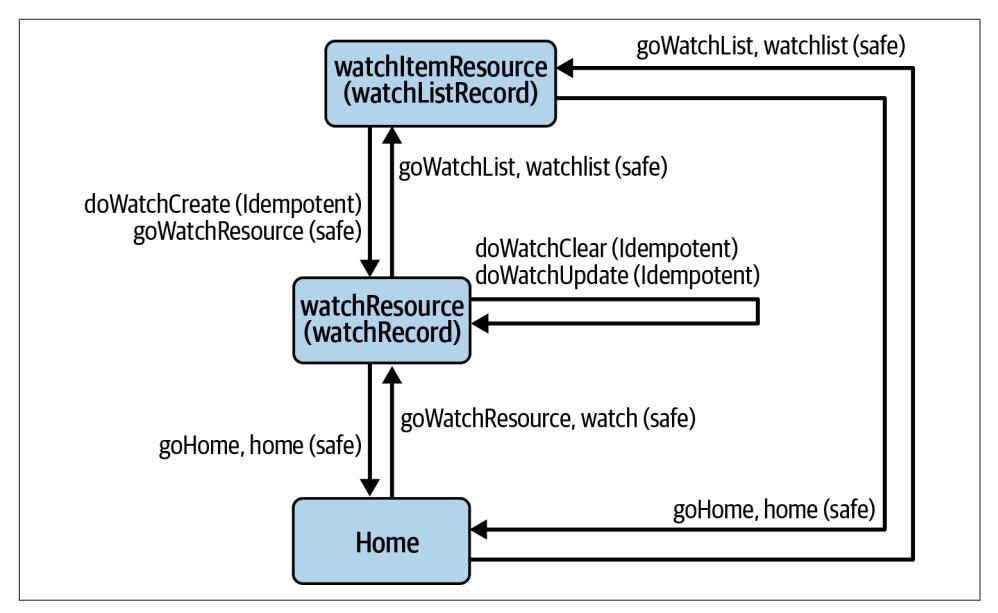 goWatchList, watchlist (safe)
watchItemResource
(watchListRecord)
goWatchList, watchlist (safe)
doWatchCreate (Idempotent)
goWatchResource (safe)
doWatchClear (Idempotent)
doWatchUpdate (Idempotent)
watchResource
(watchRecord)
goWatchResource, watch (safe)
goHome, home (safe)
goHome, home (safe)
Home